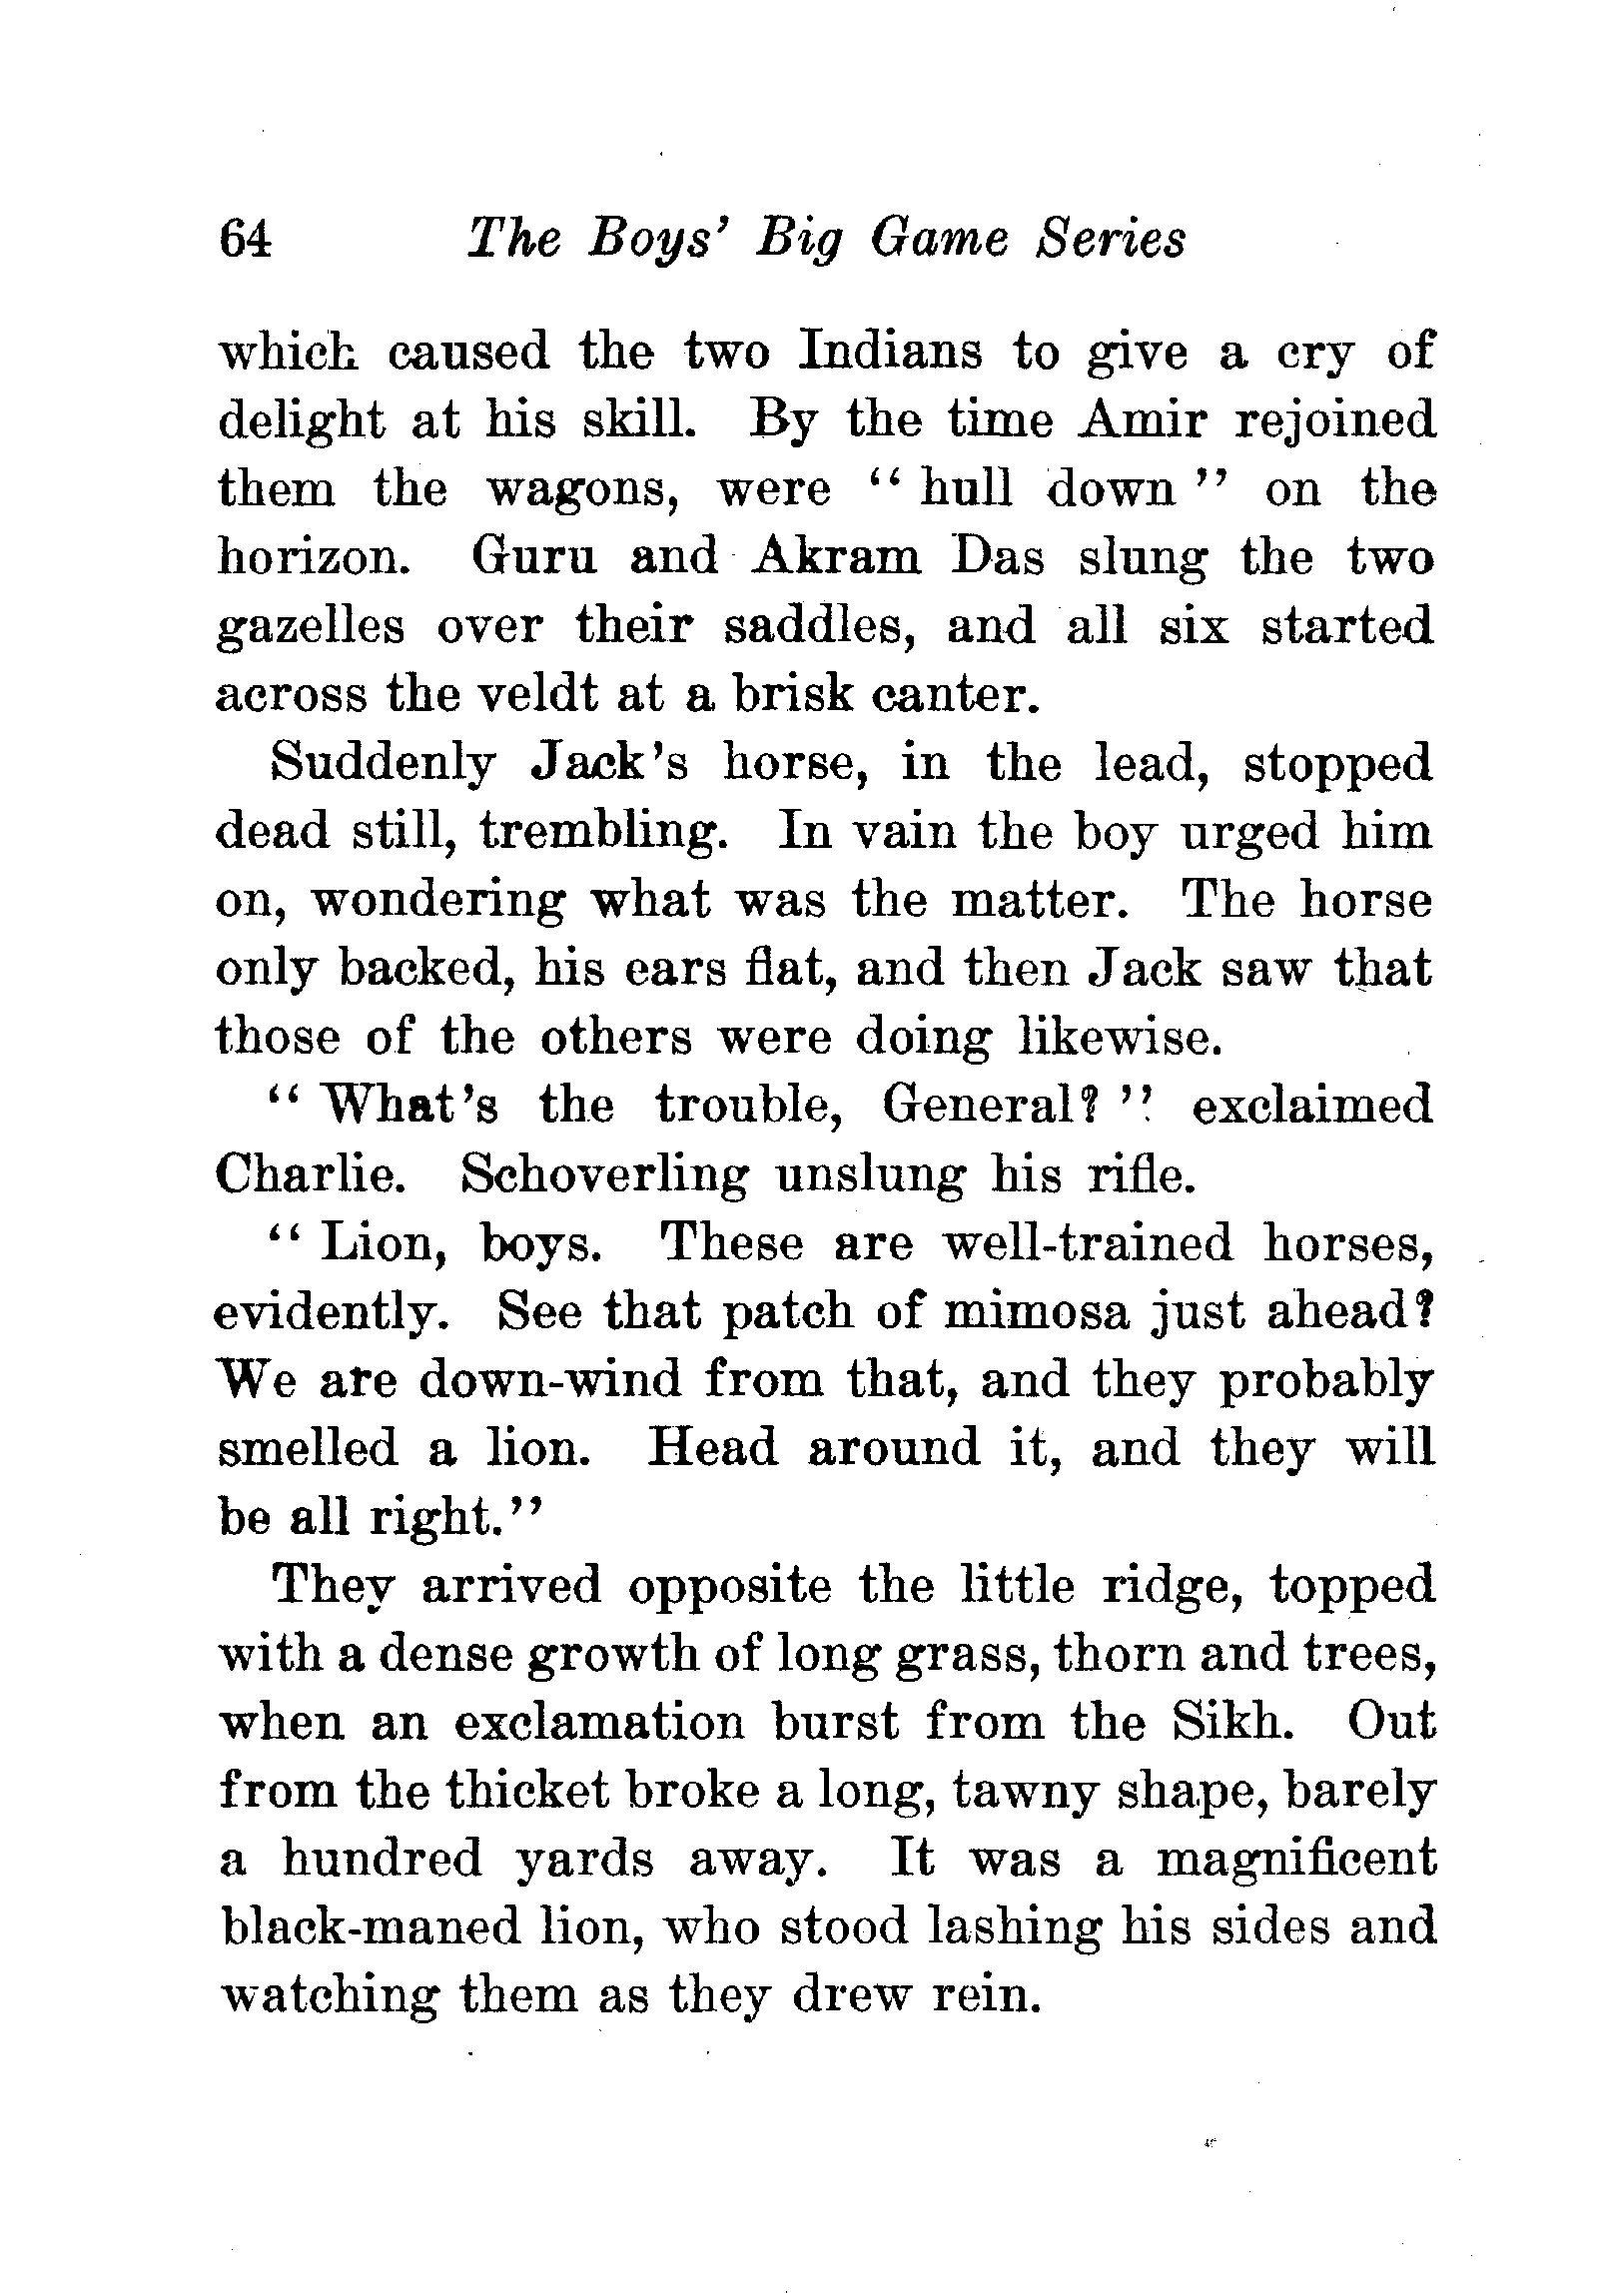 64 The Boys' Big Game Series
which caused the two Indians to give a cry of
delight at his skill. By the time Amir rejoined
them the wagons, were " hull down " on the
horizon. Guru and Akram Das slung the two
gazelles over their saddles, and all six started
across the veldt at a brisk canter.
Suddenly Jack's horse, in the lead, stopped
dead still, trembling. In vain the boy urged him
on, wondering what was the matter. The horse
only backed, his ears flat, and then Jack saw that
those of the others were doing likewise.
" What's the trouble, General? " exclaimed
Charlie. Schoverling unslung his rifle.
" Lion, boys. These are well-trained horses,
evidently. See that patch of mimosa just ahead?
We are down-wind from that, and they probably
smelled a lion. Head around it, and they will
be all right."
They arrived opposite the little ridge, topped
with a dense growth of long grass, thorn and trees,
when an exclamation burst from the Sikh. Out
from the thicket broke a long, tawny shape, barely
a hundred yards away. It was a magnificent
black-maned lion, who stood lashing his sides and
watching them as they drew rein.